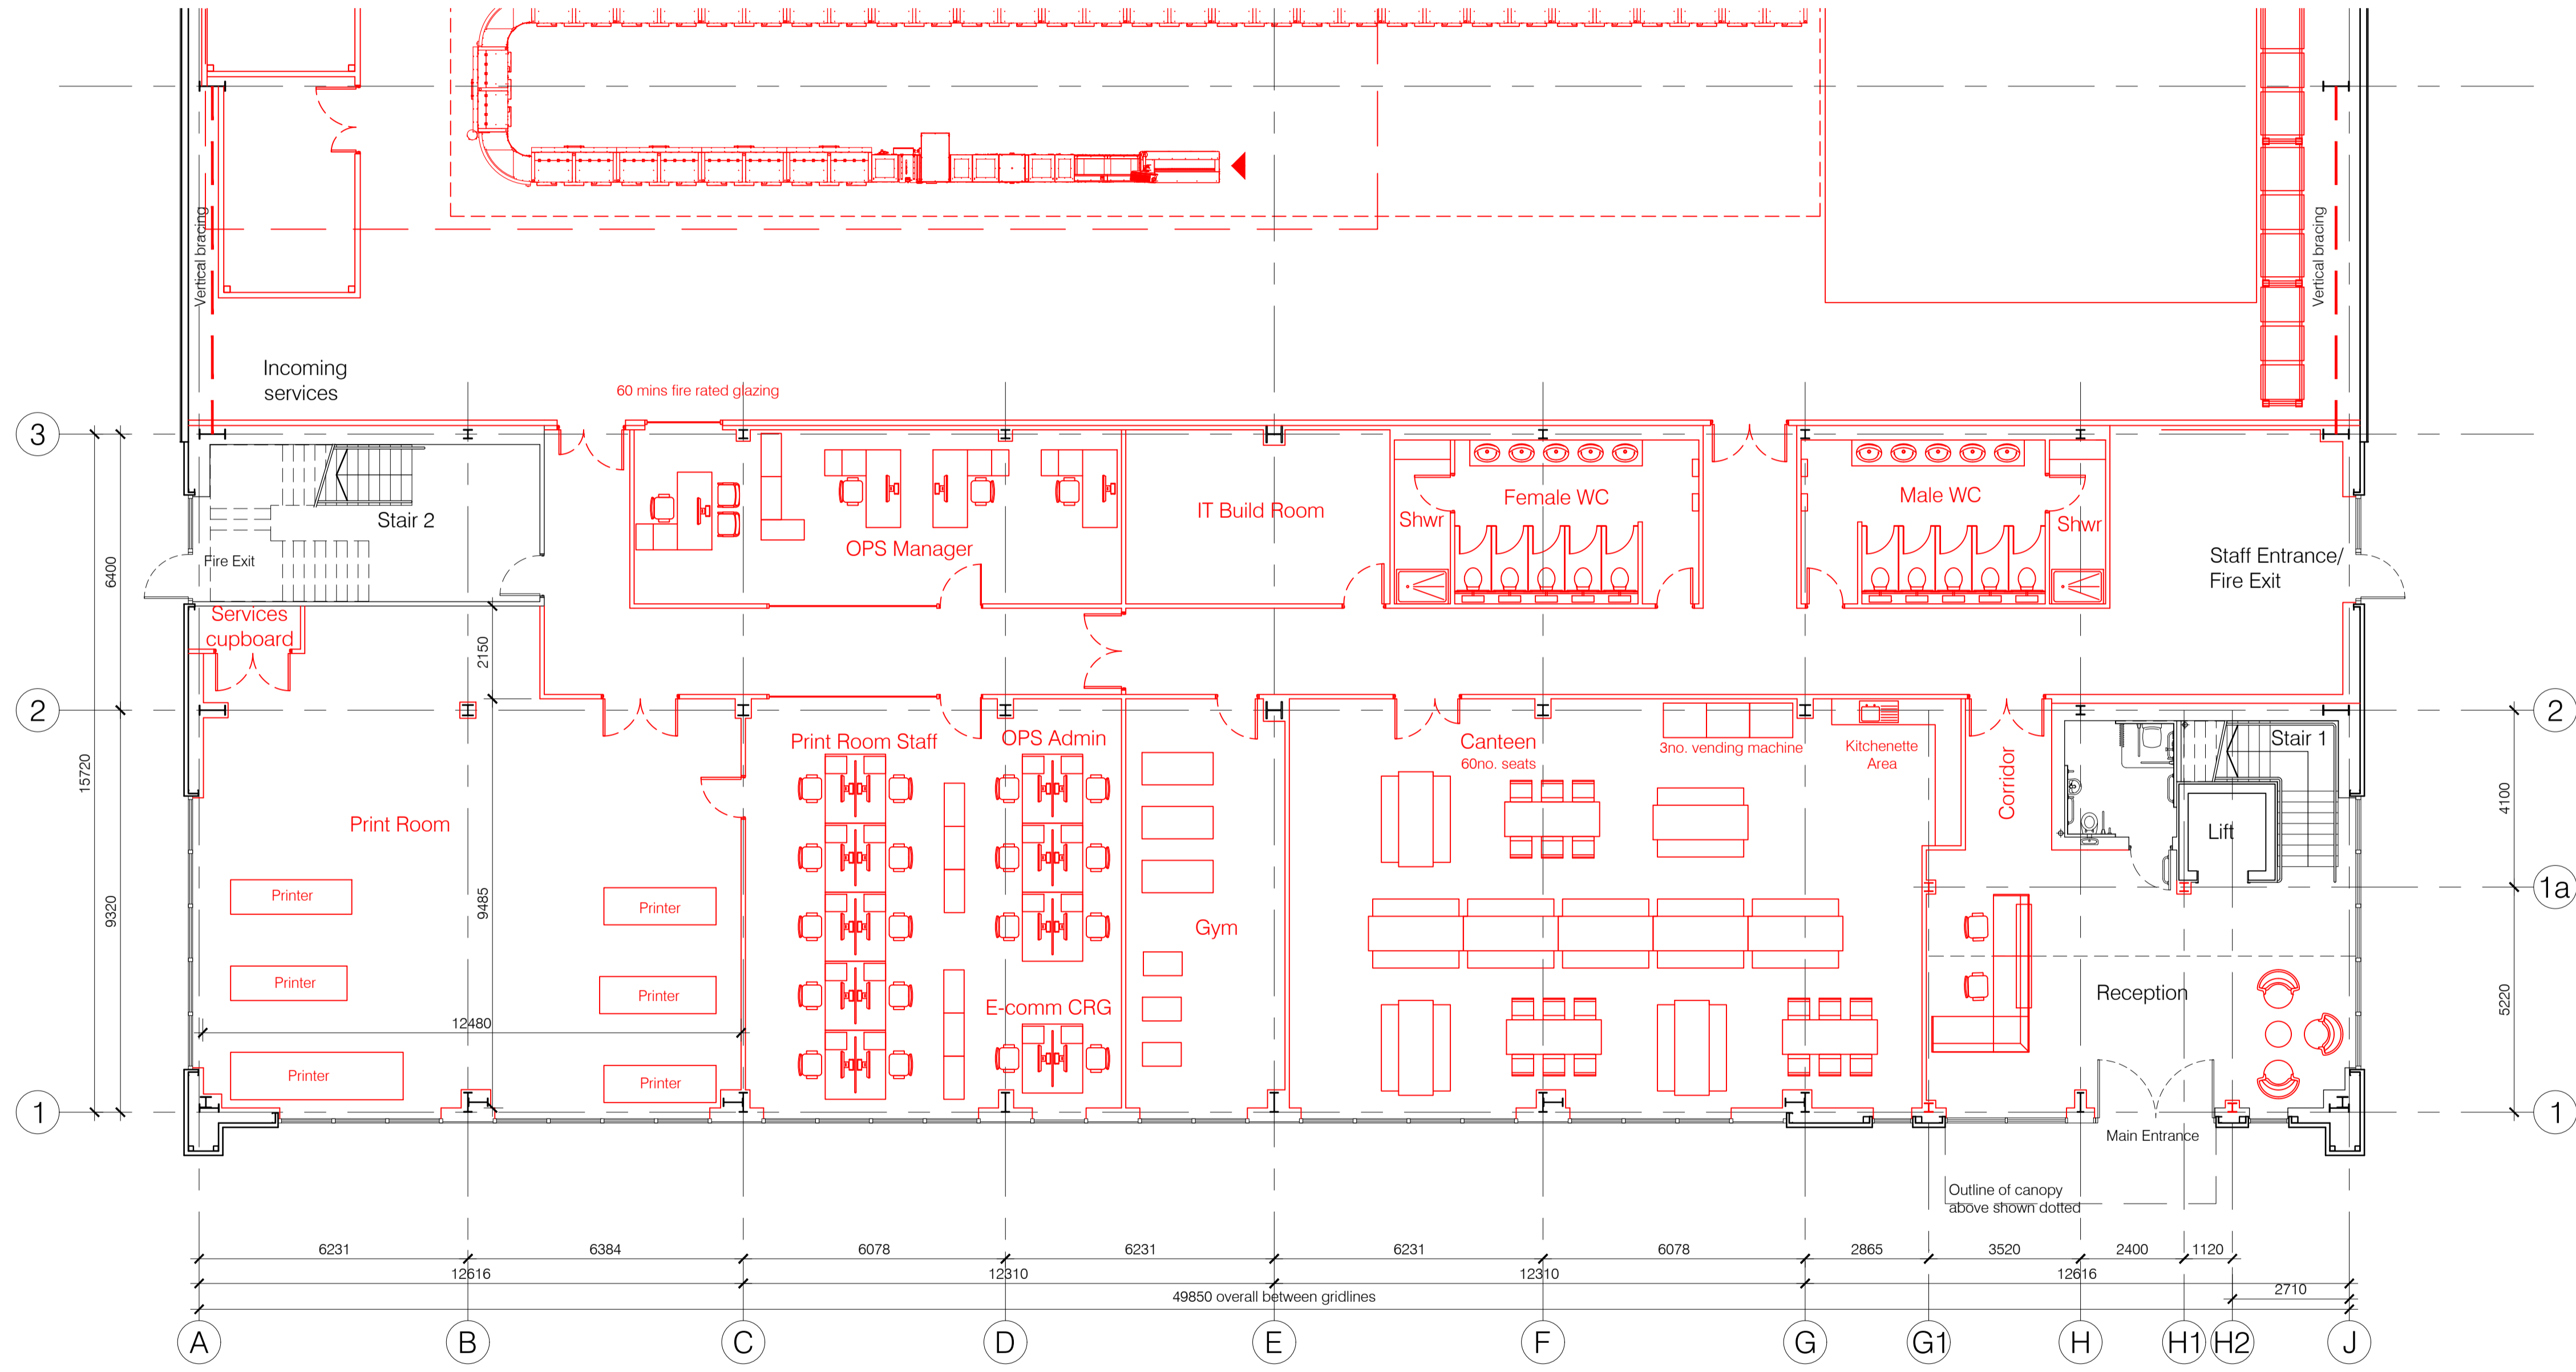 Vertical bracing
Vertical bracing
Incoming
services
60 mins fire rated glazing
3
Stair 2
Fire Exit
OPS Manager
IT Build Room
Shwr
Female WC
Male WC
Shwr
Staff Entrance/
Fire Exit
6400
Services
cupboard
2150
2
2
15720
Print Room Staff
OPS Admin
Canteen
60no. seats
3no. vending machine
Kitchenette
Area
Corridor
Stair 1
Lift
4100
Print Room
1a
Printer
Printer
9320
9485
Gym
Printer
Printer
E-comm CRG
Reception
5220
12480
Printer
Printer
1
1
Main Entrance
Outline of canopy
above shown dotted
6231
6384
6078
6231
6231
6078
2865
3520
2400
1120
12616
12310
12310
12616
2710
49850 overall between gridlines
A
B
C
D
E
F
G
G1
H
H1
H2
J